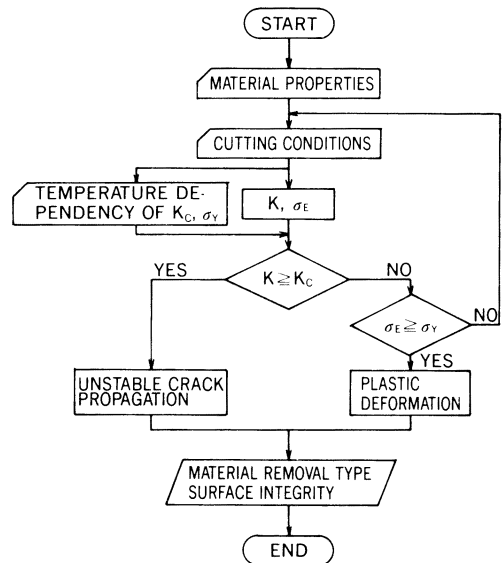 START
MATERIAL PROPERTIES
CUTTING CONDITIONS
TEMPERATURE DE-
PENDENCY OF K_C, σ_Y
K, σ_E
K ≧ K_C
YES
NO
σ_E ≧ σ_Y
NO
YES
UNSTABLE CRACK
PROPAGATION
PLASTIC
DEFORMATION
MATERIAL REMOVAL TYPE
SURFACE INTEGRITY
END